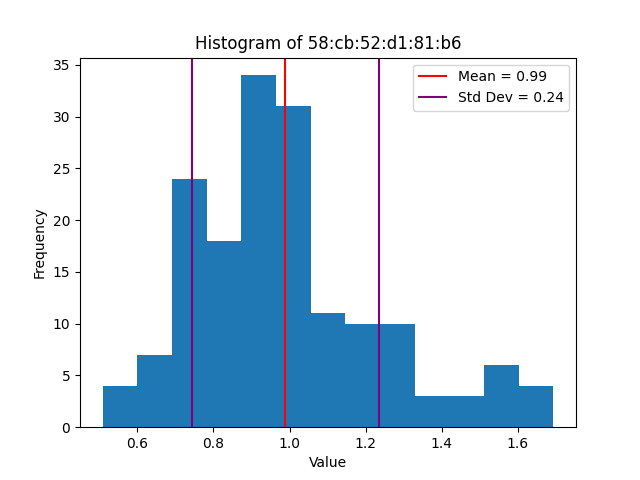 Histogram of 58:cb:52:d1:81:b6
Mean = 0.99
Std Dev = 0.24
Frequency
35
30
25
20
15
10
5
0
0.6 0.8 1.0 1.2 1.4 1.6
Value